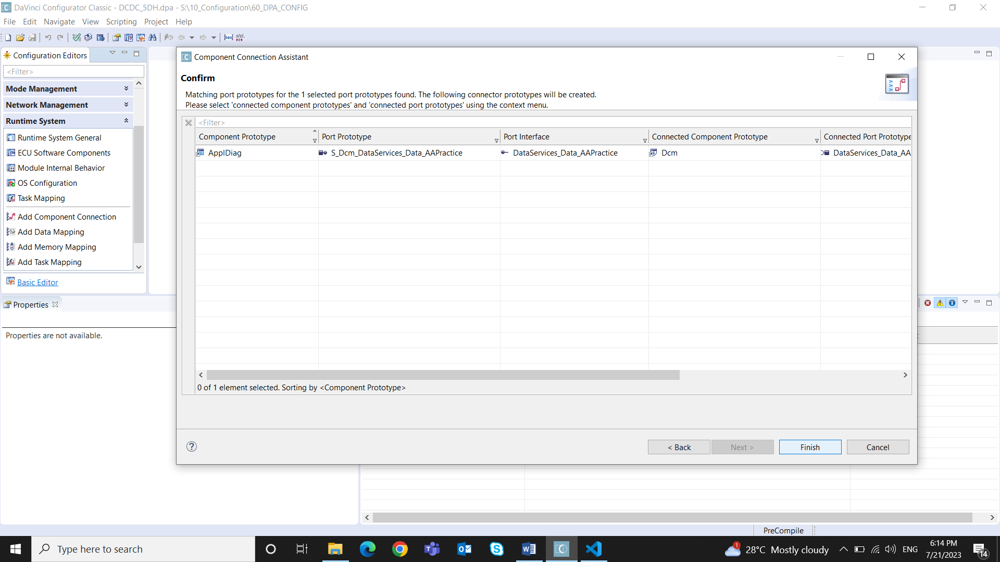 DaVinci Configurator Classic - DCDC_5DH.dpa - S:\10_Configuration\60_DPA_CONFIG
File Edit Navigate View Scripting Project Help
Configuration Editors
<Filter>
Mode Management
Network Management
Runtime System
Runtime System General
ECU Software Components
Module Internal Behavior
OS Configuration
Task Mapping
Add Component Connection
Add Data Mapping
Add Memory Mapping
Add Task Mapping
Basic Editor
Properties
Properties are not available.
Component Connection Assistant
Confirm
Matching port prototypes for the 1 selected port prototypes found. The following connector prototypes will be created.
Please select 'connected component prototypes' and 'connected port prototypes' using the context menu.
<Filter>
Component Prototype Port Prototype Port Interface Connected Component Prototype Connected Port Prototype
ApplDiag S_Dcm_DataServices_Data_AAPractice DataServices_Data_AAPractice Dcm DataServices_Data_AA
0 of 1 element selected. Sorting by <Component Prototype>
< Back Next > Finish Cancel
PreCompile
Type here to search
1 28°C Mostly cloudy ENG 6:14 PM
7/21/2023 14